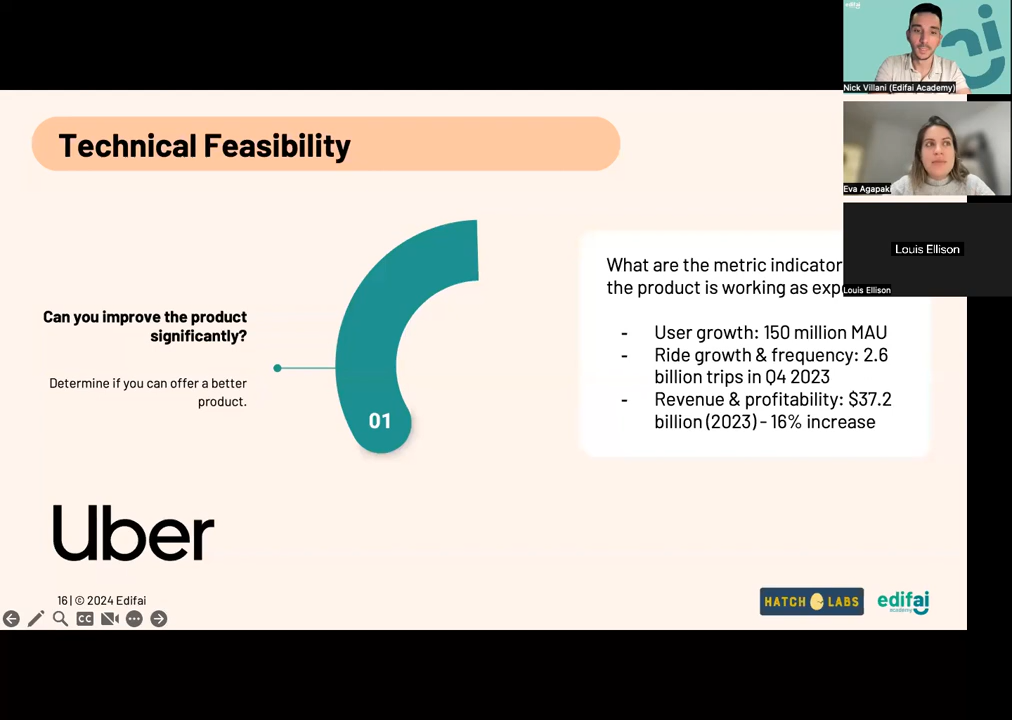 edifai
Nick Villani (Edifai Academy)
Technical Feasibility
Eva Agapak
Louis Ellison
Louis Ellison
What are the metric indicator
the product is working as exp
Can you improve the product
significantly?
Determine if you can offer a better
product.
- User growth: 150 million MAU
- Ride growth & frequency: 2.6
billion trips in Q4 2023
- Revenue & profitability: $37.2
billion (2023) - 16% increase
01
Uber
16 | © 2024 Edifai
CC
HATCH LABS
edifai
academy